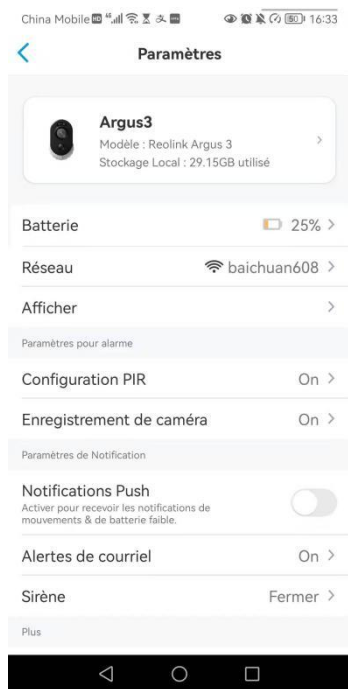 China Mobile HD 4G 16:33
Paramètres
Argus3
Modèle : Reolink Argus 3
Stockage Local : 29.15GB utilisé
Batterie 25%
Réseau baichuan608
Afficher
Paramètres pour alarme
Configuration PIR On
Enregistrement de caméra On
Paramètres de Notification
Notifications Push
Activer pour recevoir les notifications de
mouvements & de batterie faible.
Alertes de courriel On
Sirène Fermer
Plus